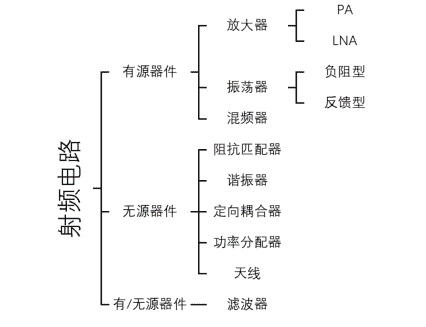 射频电路
有源器件
放大器
PA
LNA
振荡器
负阻型
反馈型
混频器
无源器件
阻抗匹配器
谐振器
定向耦合器
功率分配器
天线
有/无源器件
滤波器